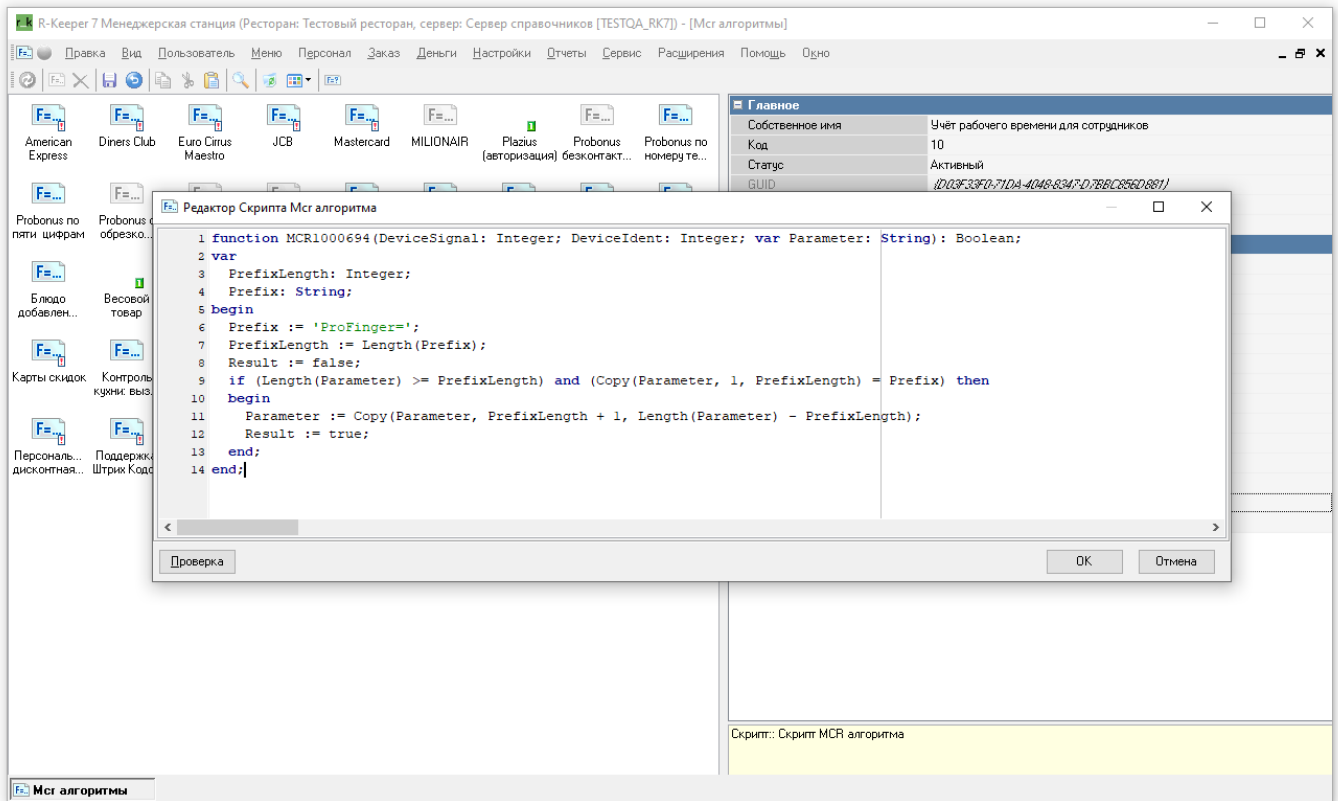 R-Keeper 7 Менеджерская станция (Ресторан: Тестовый ресторан, сервер: Сервер справочников [TESTQA_RK7]) - [Mcr алгоритмы]
Правка Вид Пользователь Меню Персонал Заказ Деньги Настройки Отчеты Сервис Расширения Помощь Окно
American Express
Diners Club
Euro Cirrus Maestro
JCB
Mastercard
MILIONAIR
Plazius (авторизация)
Probonus безконтакт...
Probonus по номеру те...
Probonus по пяти цифрам
Probonus
обрезко...
Блюдо добавлен...
Весовой товар
Карты скидок
Контроль
кухни: выз.
Персональ... дисконтная...
Поддержка
Штрих Кодо
Главное
Собственное имя Учёт рабочего времени для сотрудников
Код 10
Статус Активный
GUID {D03F33F0-71DA-4048-8347-D7BBC856D881}
Редактор Скрипта Mcr алгоритма
1 function MCR1000694(DeviceSignal: Integer; DeviceIdent: Integer; var Parameter: String): Boolean;
2 var
3 PrefixLength: Integer;
4 Prefix: String;
5 begin
6 Prefix := 'ProFinger=';
7 PrefixLength := Length(Prefix);
8 Result := false;
9 if (Length(Parameter) >= PrefixLength) and (Copy(Parameter, 1, PrefixLength) = Prefix) then
10 begin
11 Parameter := Copy(Parameter, PrefixLength + 1, Length(Parameter) - PrefixLength);
12 Result := true;
13 end;
14 end;
Проверка OK Отмена
Скрипт:: Скрипт MCR алгоритма
Mcr алгоритмы